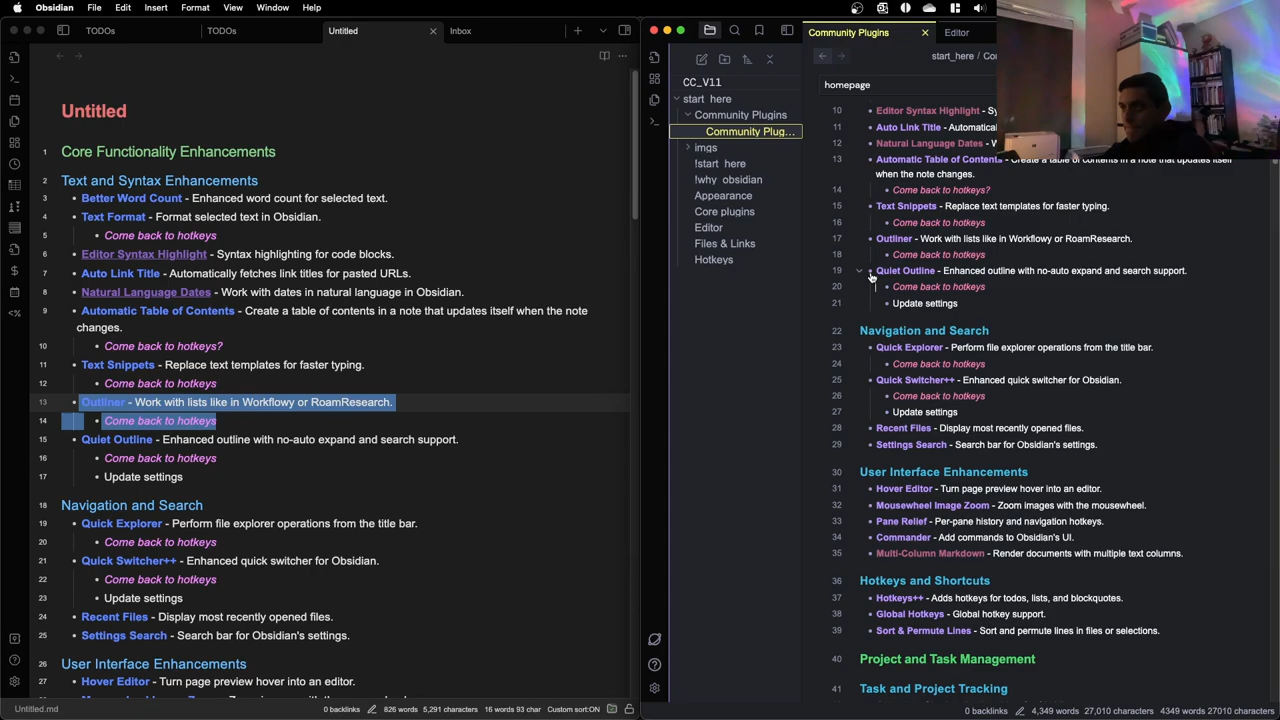 Obsidian File Edit Insert Format View Window Help
TODOs
TODOs
Untitled
Inbox
Untitled
1 Core Functionality Enhancements
2 Text and Syntax Enhancements
3 • Better Word Count - Enhanced word count for selected text.
4 • Text Format - Format selected text in Obsidian.
5 • Come back to hotkeys
6 • Editor Syntax Highlight - Syntax highlighting for code blocks.
7 • Auto Link Title - Automatically fetches link titles for pasted URLs.
8 • Natural Language Dates - Work with dates in natural language in Obsidian.
9 • Automatic Table of Contents - Create a table of contents in a note that updates itself when the note
changes.
10 • Come back to hotkeys?
11 • Text Snippets - Replace text templates for faster typing.
12 • Come back to hotkeys
13 • Outliner - Work with lists like in Workflowy or RoamResearch.
14 • Come back to hotkeys
15 • Quiet Outline - Enhanced outline with no-auto expand and search support.
16 • Come back to hotkeys
17 • Update settings
18 Navigation and Search
19 • Quick Explorer - Perform file explorer operations from the title bar.
20 • Come back to hotkeys
21 • Quick Switcher++ - Enhanced quick switcher for Obsidian.
22 • Come back to hotkeys
23 • Update settings
24 • Recent Files - Display most recently opened files.
25 • Settings Search - Search bar for Obsidian's settings.
26 User Interface Enhancements
27 • Hover Editor - Turn page preview hover into an editor.
Untitled.md
0 backlinks 826 words 5,291 characters 16 words 93 char Custom sort:ON
Community Plugins
Editor
start_here / Co
CC_V11
start here
Community Plugins
Community Plug...
imgs
!start here
!why obsidian
Appearance
Core plugins
Editor
Files & Links
Hotkeys
homepage
10 • Editor Syntax Highlight - Sy
11 • Auto Link Title - Automatica
12 • Natural Language Dates - W
13 • Automatic Table of Contents - Create a table of contents in a note that updates itself
when the note changes.
14 • Come back to hotkeys?
15 • Text Snippets - Replace text templates for faster typing.
16 • Come back to hotkeys
17 • Outliner - Work with lists like in Workflowy or RoamResearch.
18 • Come back to hotkeys
19 • Quiet Outline - Enhanced outline with no-auto expand and search support.
20 • Come back to hotkeys
21 • Update settings
22 Navigation and Search
23 • Quick Explorer - Perform file explorer operations from the title bar.
24 • Come back to hotkeys
25 • Quick Switcher++ - Enhanced quick switcher for Obsidian.
26 • Come back to hotkeys
27 • Update settings
28 • Recent Files - Display most recently opened files.
29 • Settings Search - Search bar for Obsidian's settings.
30 User Interface Enhancements
31 • Hover Editor - Turn page preview hover into an editor.
32 • Mousewheel Image Zoom - Zoom images with the mousewheel.
33 • Pane Relief - Per-pane history and navigation hotkeys.
34 • Commander - Add commands to Obsidian's UI.
35 • Multi-Column Markdown - Render documents with multiple text columns.
36 Hotkeys and Shortcuts
37 • Hotkeys++ - Adds hotkeys for todos, lists, and blockquotes.
38 • Global Hotkeys - Global hotkey support.
39 • Sort & Permute Lines - Sort and permute lines in files or selections.
40 Project and Task Management
41 Task and Project Tracking
0 backlinks 4,349 words 27,010 characters 4349 words 27010 characters